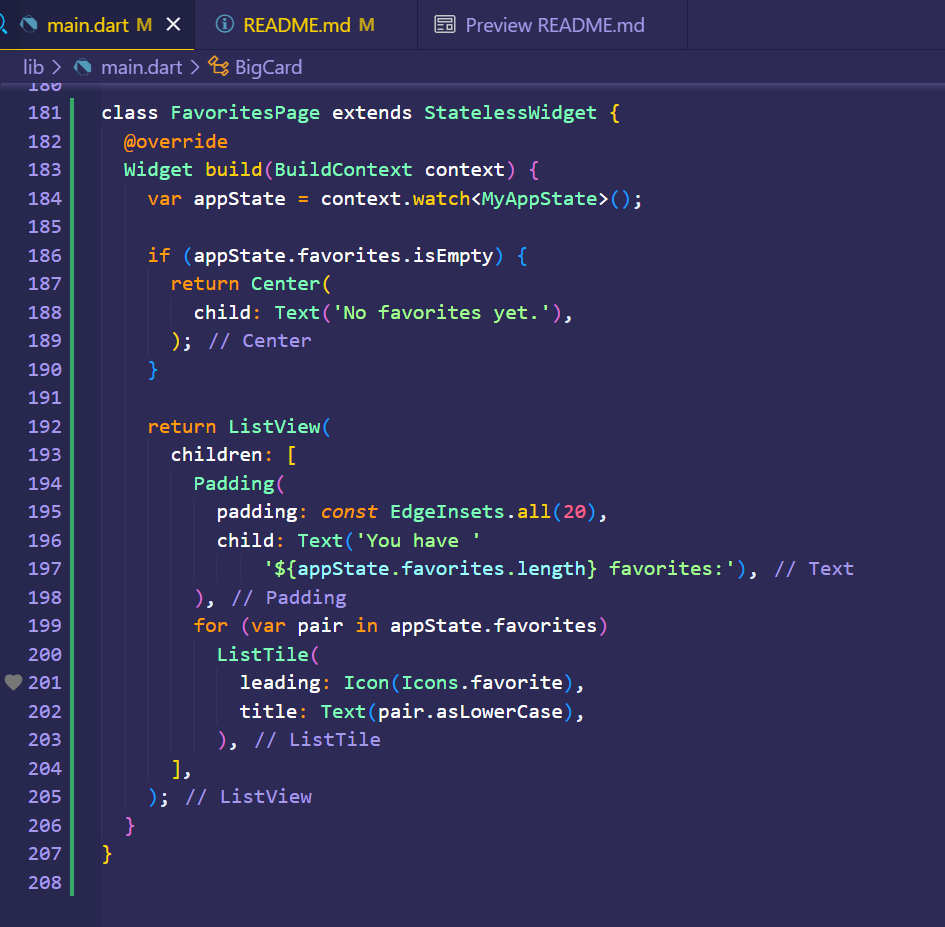 main.dart M README.md M Preview README.md
lib > main.dart > BigCard
180
181 class FavoritesPage extends StatelessWidget {
182   @override
183   Widget build(BuildContext context) {
184     var appState = context.watch<MyAppState>();
185
186     if (appState.favorites.isEmpty) {
187       return Center(
188         child: Text('No favorites yet.'),
189       ); // Center
190     }
191
192     return ListView(
193       children: [
194         Padding(
195           padding: const EdgeInsets.all(20),
196           child: Text('You have '
197               '${appState.favorites.length} favorites:'), // Text
198         ), // Padding
199         for (var pair in appState.favorites)
200           ListTile(
201             leading: Icon(Icons.favorite),
202             title: Text(pair.asLowerCase),
203           ), // ListTile
204       ],
205     ); // ListView
206   }
207 }
208